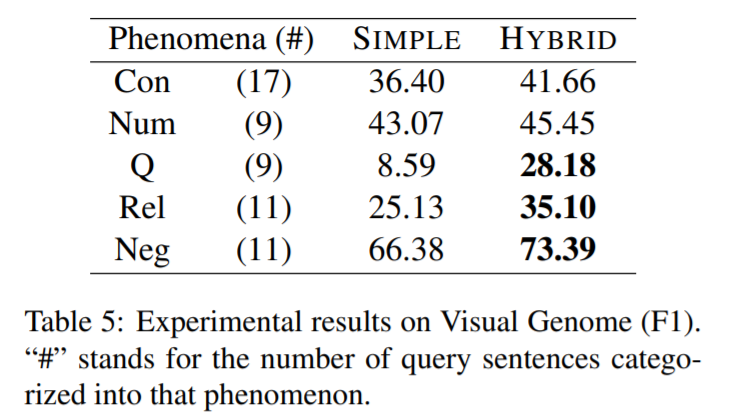 Phenomena (#) SIMPLE HYBRID
Con (17) 36.40 41.66
Num (9) 43.07 45.45
Q (9) 8.59 28.18
Rel (11) 25.13 35.10
Neg (11) 66.38 73.39
Table 5: Experimental results on Visual Genome (F1).
“#” stands for the number of query sentences catego-
rized into that phenomenon.